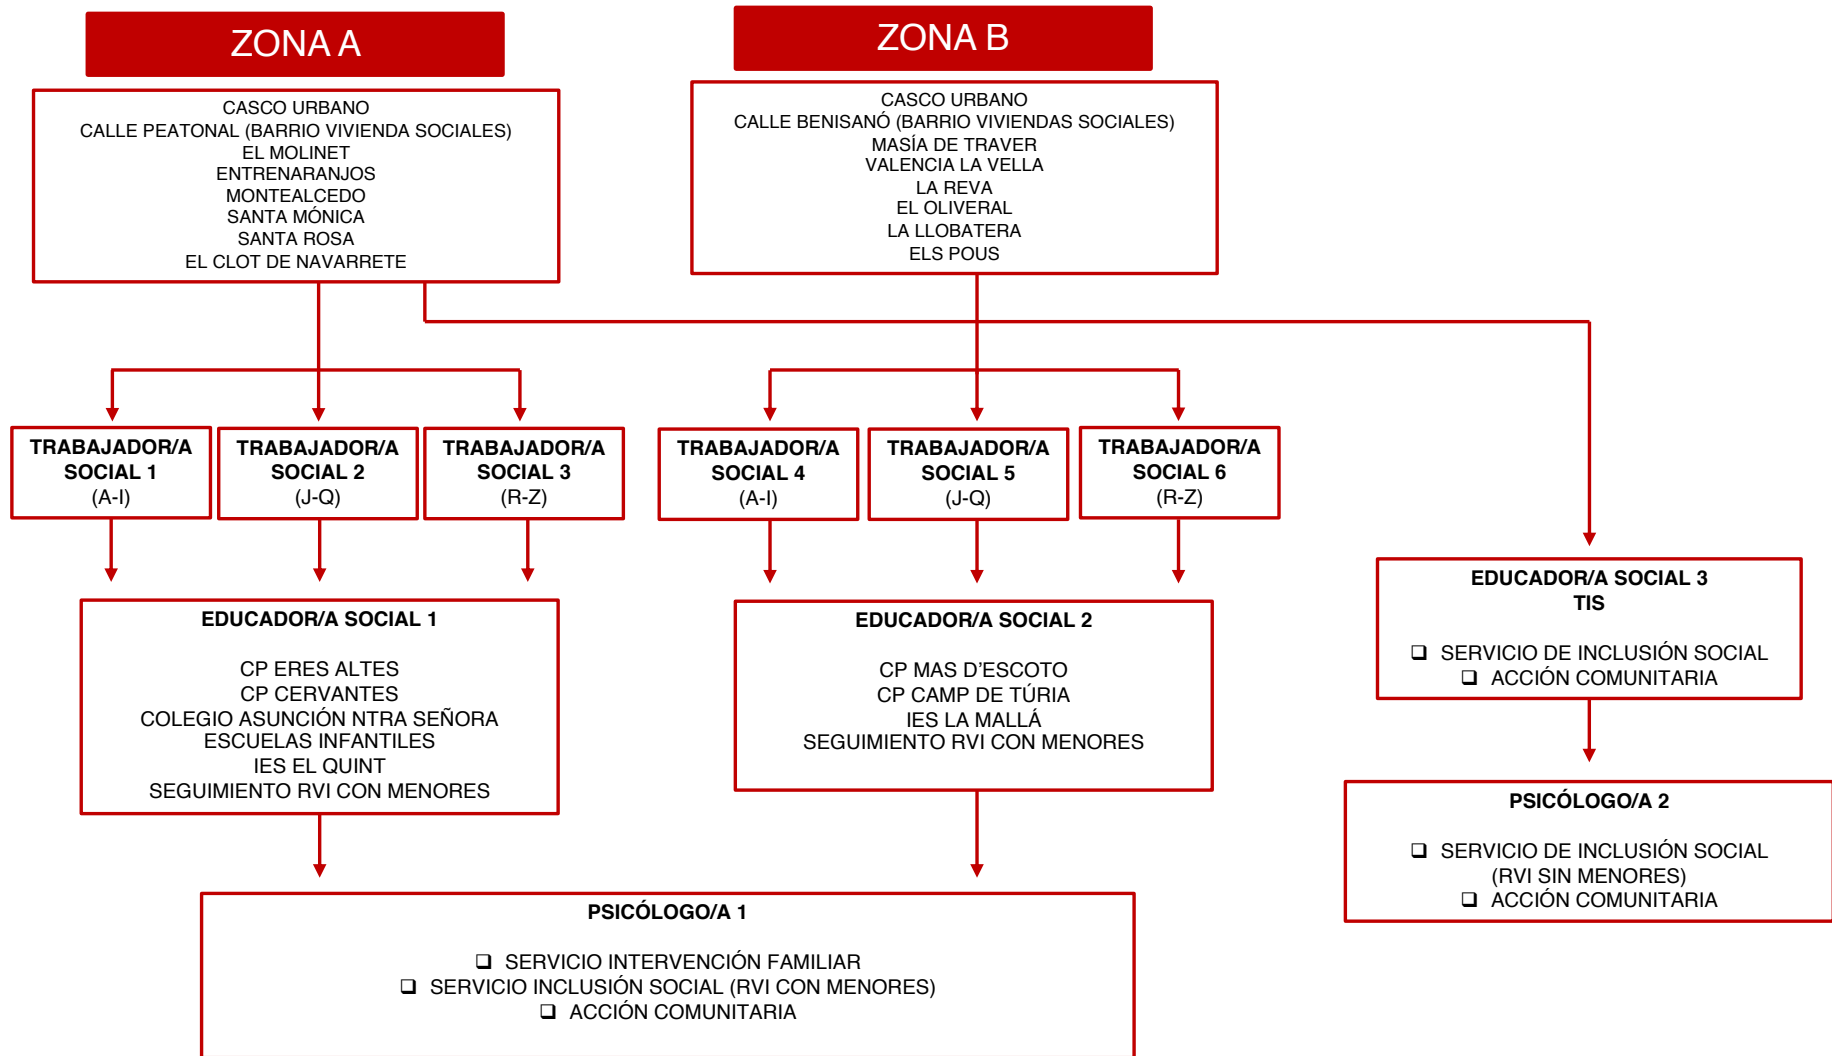 ZONA A
CASCO URBANO
CALLE PEATONAL (BARRIO VIVIENDA SOCIALES)
EL MOLINET
ENTRENARANJOS
MONTEALCEDO
SANTA MÓNICA
SANTA ROSA
EL CLOT DE NAVARRETE
ZONA B
CASCO URBANO
CALLE BENISANÓ (BARRIO VIVIENDAS SOCIALES)
MASÍA DE TRAVER
VALENCIA LA VELLA
LA REVA
EL OLIVERAL
LA LLOBATERA
ELS POUS
TRABAJADOR/A
SOCIAL 1
(A-I)
TRABAJADOR/A
SOCIAL 2
(J-Q)
TRABAJADOR/A
SOCIAL 3
(R-Z)
TRABAJADOR/A
SOCIAL 4
(A-I)
TRABAJADOR/A
SOCIAL 5
(J-Q)
TRABAJADOR/A
SOCIAL 6
(R-Z)
EDUCADOR/A SOCIAL 1
CP ERES ALTES
CP CERVANTES
COLEGIO ASUNCIÓN NTRA SEÑORA
ESCUELAS INFANTILES
IES EL QUINT
SEGUIMIENTO RVI CON MENORES
EDUCADOR/A SOCIAL 2
CP MAS D’ESCOTO
CP CAMP DE TÚRIA
IES LA MALLÁ
SEGUIMIENTO RVI CON MENORES
EDUCADOR/A SOCIAL 3
TIS
❑ SERVICIO DE INCLUSIÓN SOCIAL
❑ ACCIÓN COMUNITARIA
PSICÓLOGO/A 1
❑ SERVICIO INTERVENCIÓN FAMILIAR
❑ SERVICIO INCLUSIÓN SOCIAL (RVI CON MENORES)
❑ ACCIÓN COMUNITARIA
PSICÓLOGO/A 2
❑ SERVICIO DE INCLUSIÓN SOCIAL
(RVI SIN MENORES)
❑ ACCIÓN COMUNITARIA